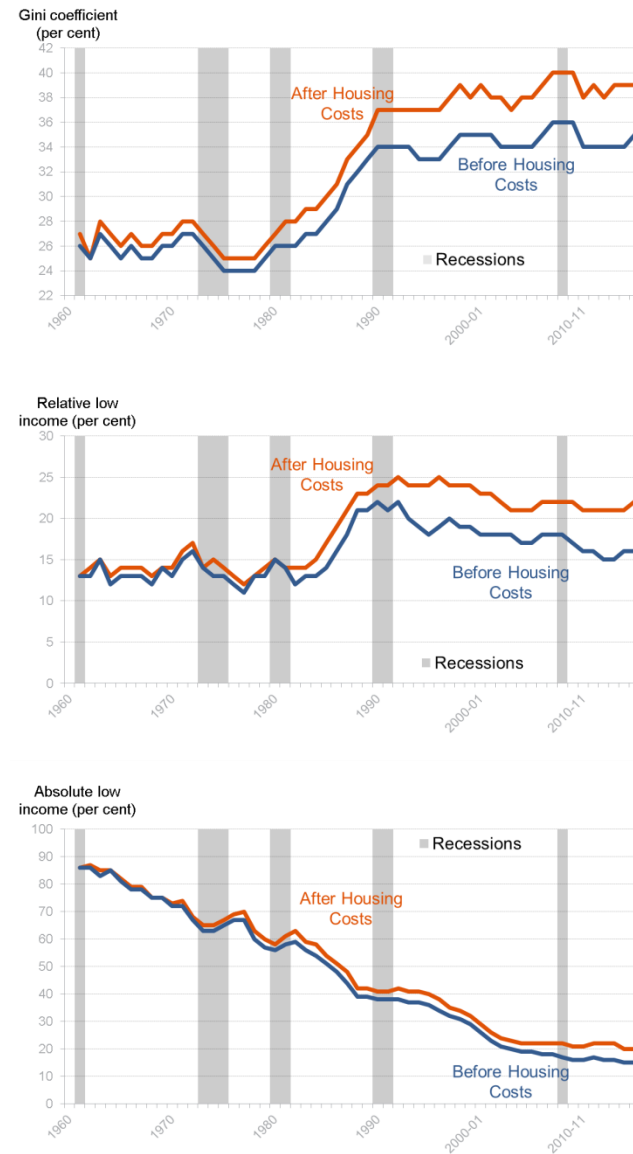 Gini coefficient
(per cent)
42
40
38
36
34
32
30
28
26
24
22
After Housing
Costs
Before Housing
Costs
Recessions
1960
1970
1980
1990
2000-01
2010-11
Relative low
income (per cent)
30
25
20
15
10
5
0
After Housing
Costs
Before Housing
Costs
Recessions
1960
1970
1980
1990
2000-01
2010-11
Absolute low
income (per cent)
100
90
80
70
60
50
40
30
20
10
0
Recessions
After Housing
Costs
Before Housing
Costs
1960
1970
1980
1990
2000-01
2010-11